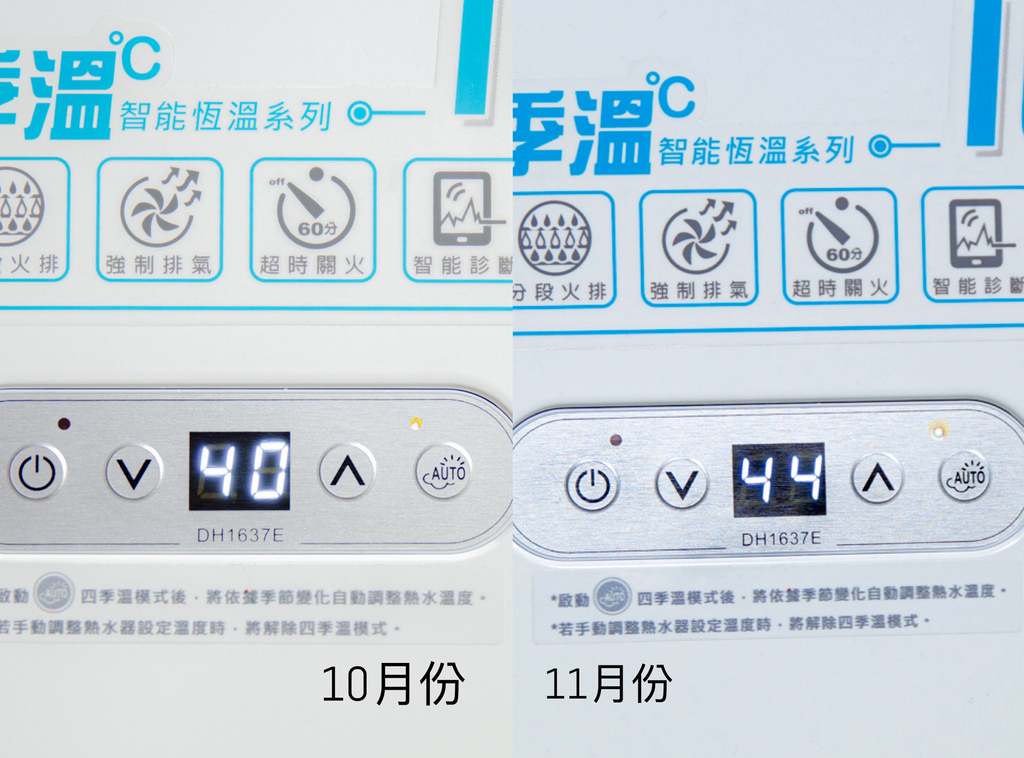 季溫°C
智能恆溫系列
火排
強制排氣
off
60分
超時關火
智能診斷
AUTO
40
DH1637E
啟動 AUTO 四季溫模式後，將依據季節變化自動調整熱水溫度。
若手動調整熱水器設定溫度時，將解除四季溫模式。
10月份
季溫°C
智能恆溫系列
分段火排
強制排氣
off
60分
超時關火
智能診斷
AUTO
44
DH1637E
*啟動 AUTO 四季溫模式後，將依據季節變化自動調整熱水溫度。
*若手動調整熱水器設定溫度時，將解除四季溫模式。
11月份